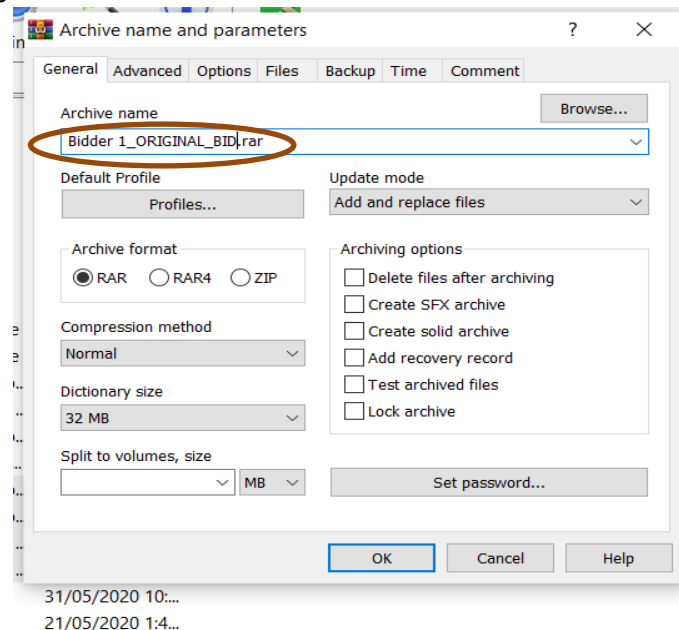 Archive name and parameters ?
General Advanced Options Files Backup Time Comment
Archive name
Browse...
Bidder 1_ORIGINAL_BID.rar
Default Profile
Profiles...
Update mode
Add and replace files
Archive format
RAR RAR4 ZIP
Compression method
Normal
Dictionary size
32 MB
Split to volumes, size
MB
Archiving options
Delete files after archiving
Create SFX archive
Create solid archive
Add recovery record
Test archived files
Lock archive
Set password...
OK Cancel Help
31/05/2020 10:...
21/05/2020 1:4...